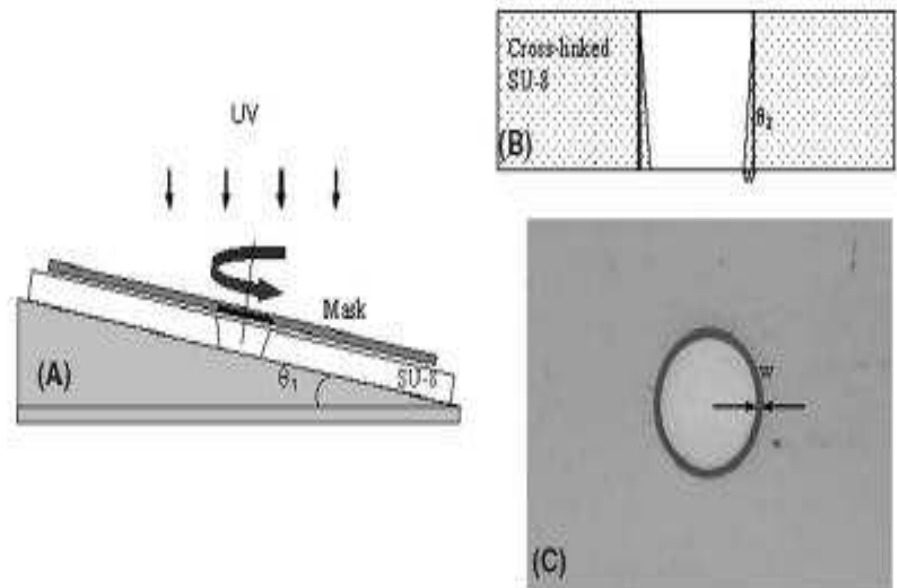 UV
Mask
(A)
θ₁
SU-8
Cross-linked
SU-8
(B)
θ₂
w
(C)
w